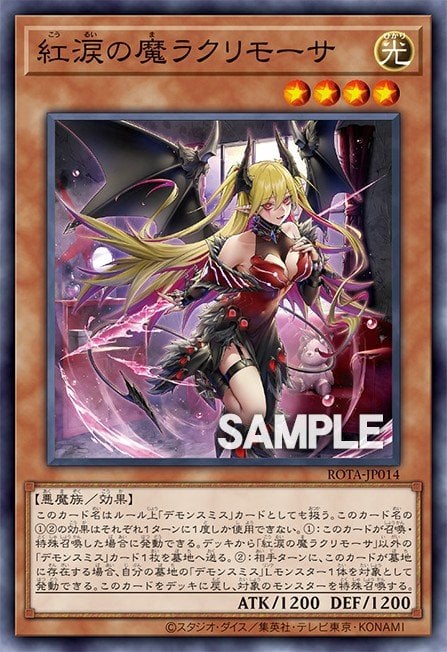 紅涙の魔ラクリモーサ
光
SAMPLE
ROTA-JP014
【悪魔族／効果】
このカード名はルール上「デモンスミス」カードとしても扱う。このカード名の
①②の効果はそれぞれ1ターンに1度しか使用できない。①：このカードが召喚・
特殊召喚した場合に発動できる。デッキから「紅涙の魔ラクリモーサ」以外の
「デモンスミス」カード1枚を墓地へ送る。②：相手ターンに、このカードが墓地
に存在する場合、自分の墓地の「デモンスミス」Lモンスター1体を対象として
発動できる。このカードをデッキに戻し、対象のモンスターを特殊召喚する。
ATK/1200 DEF/1200
©スタジオ・ダイス／集英社・テレビ東京・KONAMI